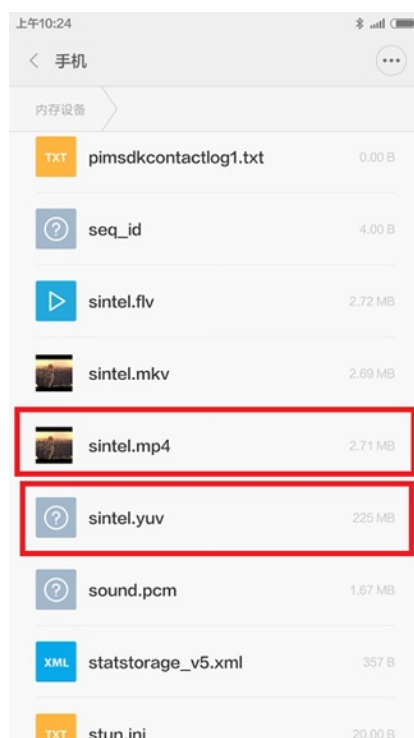 上午10:24
手机
内存设备
TXT pimsdkcontactlog1.txt 0.00 B
seq_id 4.00 B
sintel.flv 2.72 MB
sintel.mkv 2.69 MB
sintel.mp4 2.71 MB
sintel.yuv 225 MB
sound.pcm 1.67 MB
XML statstorage_v5.xml 357 B
TXT stun.ini 20.00 B